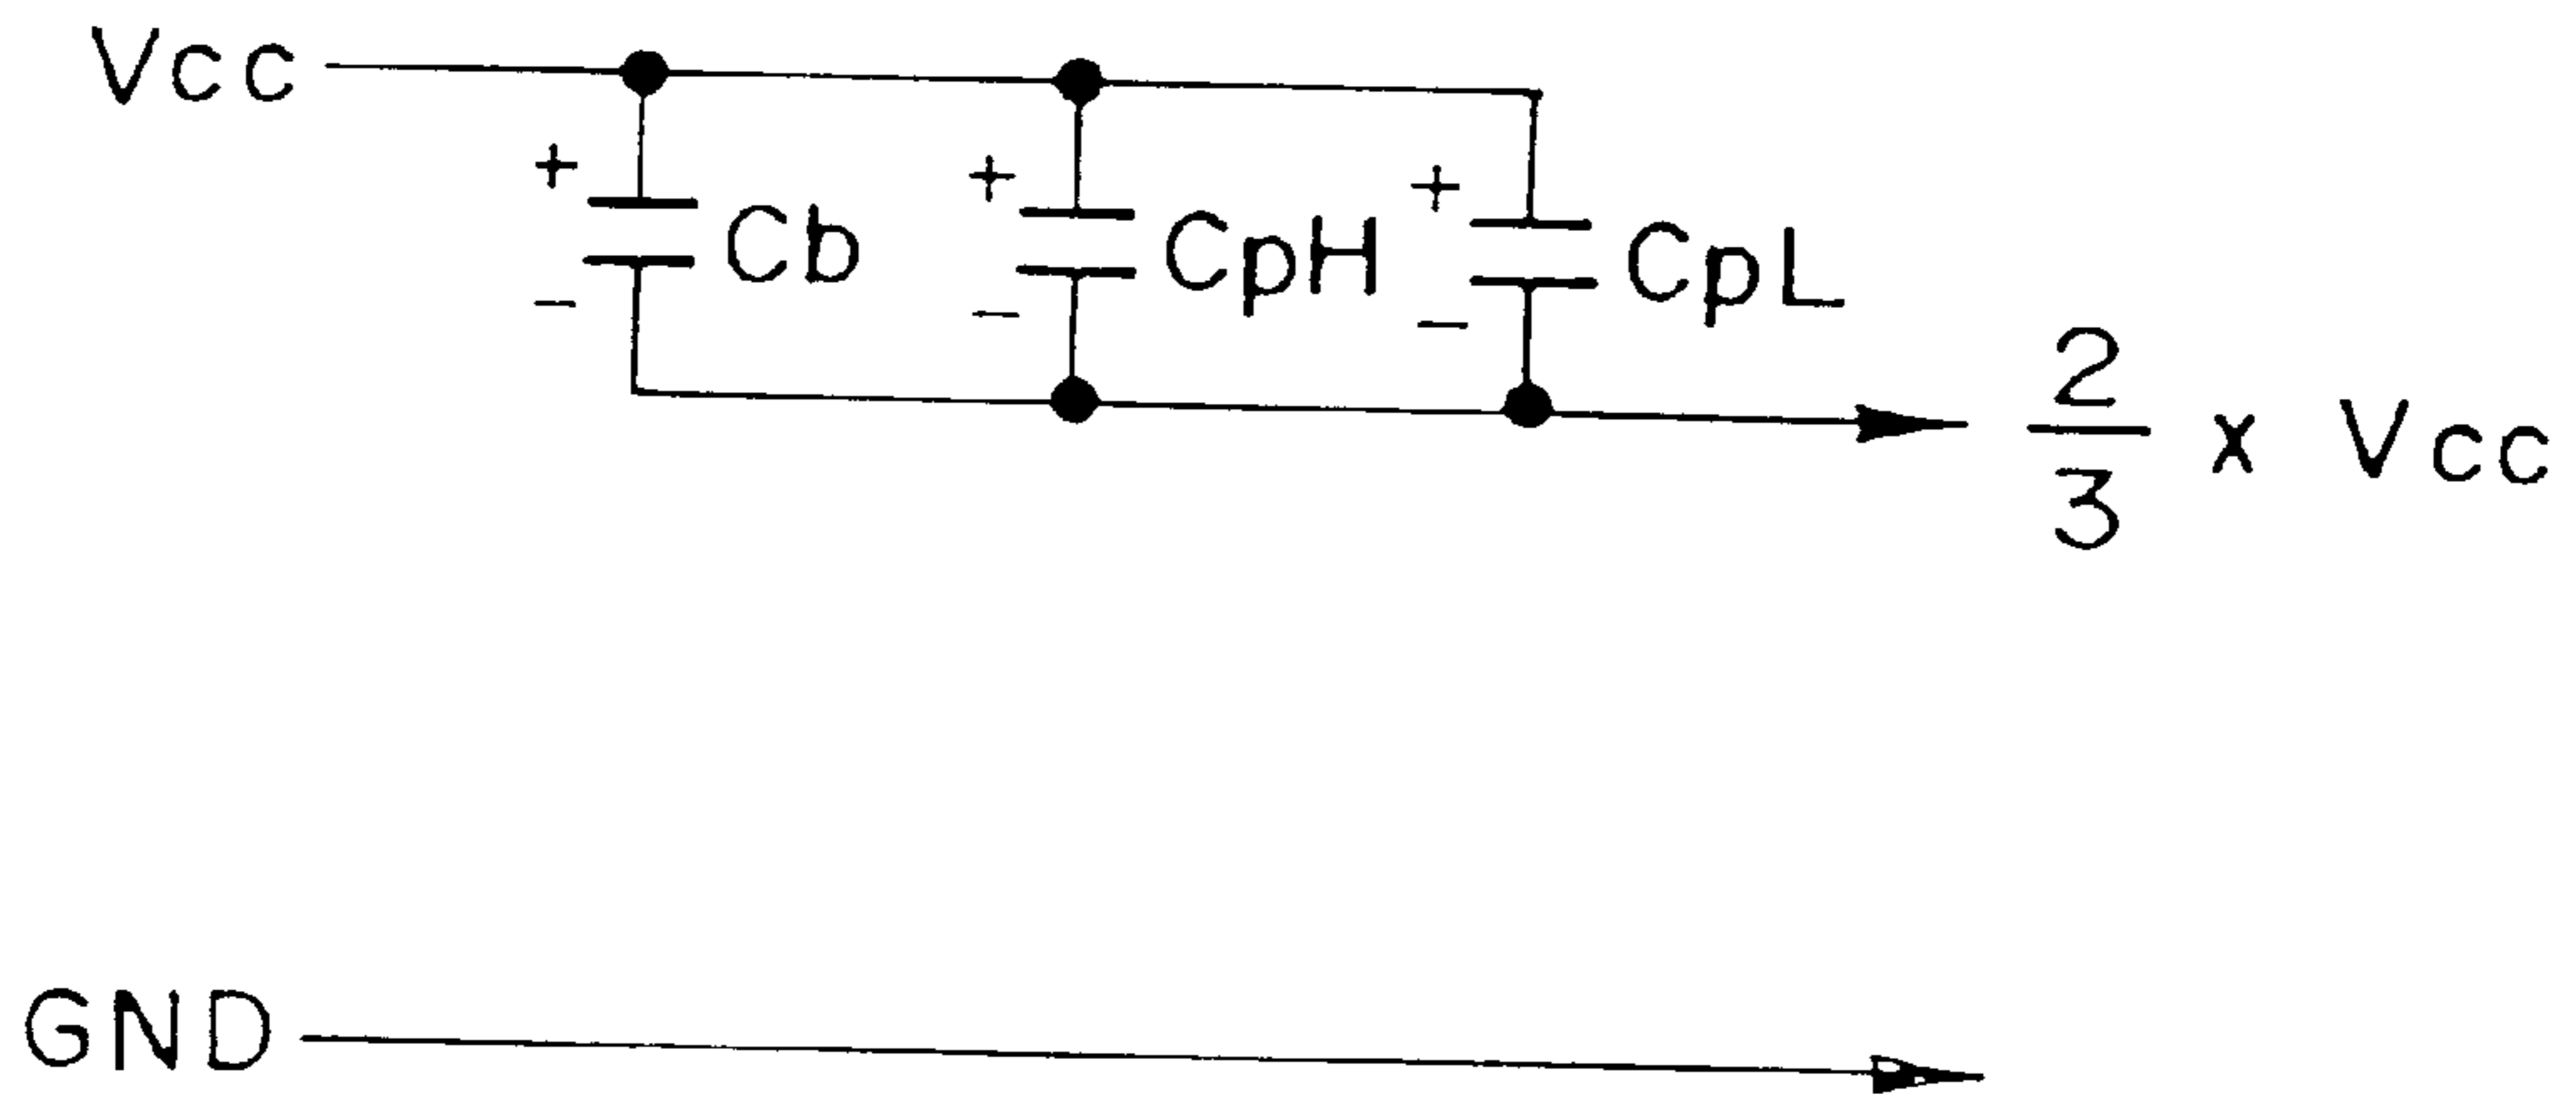 Vcc
+ + +
Cb CpH CpL
- - -
2/3 x Vcc
GND